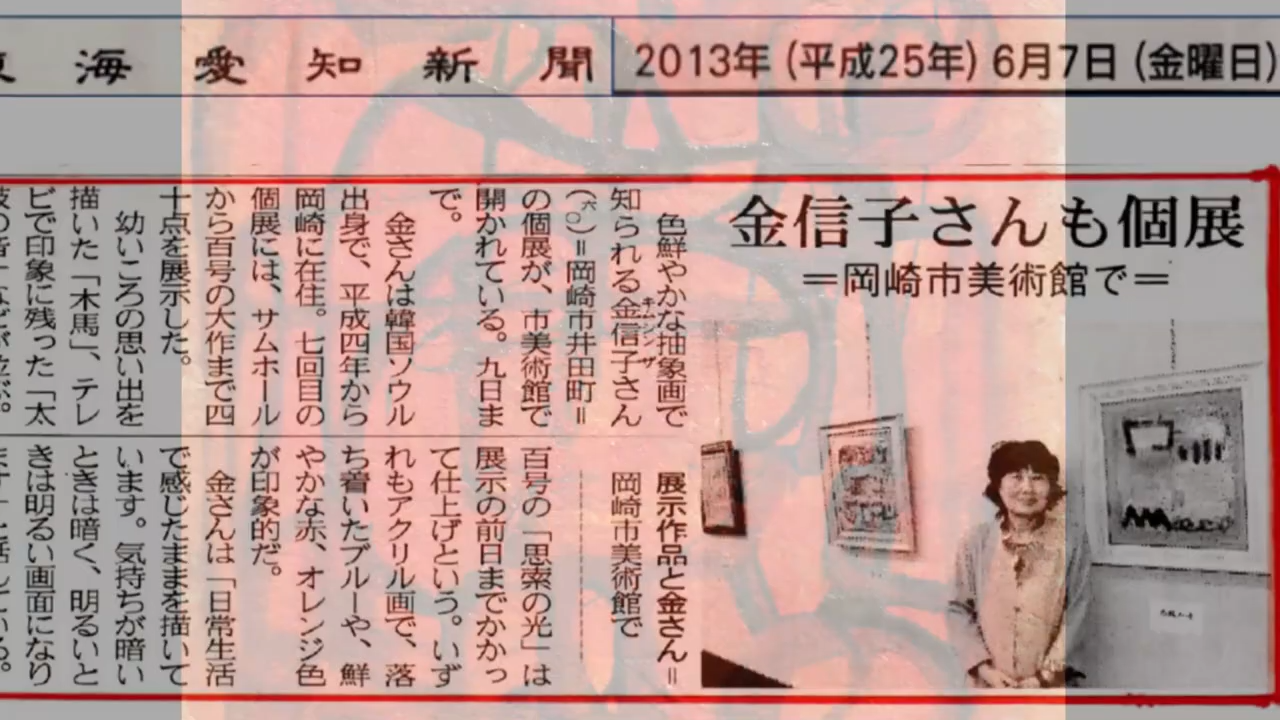 海愛知新聞
2013年(平成25年) 6月7日 (金曜日)
金信子さんも個展
=岡崎市美術館で=
色鮮やかな抽象画で
知られる金信子さん
キムシンザ
(六〇)=岡崎市井田町=
の個展が、市美術館で
開かれている。九日ま
で。
金さんは韓国ソウル
出身で、平成四年から
岡崎に在住。七回目の
個展には、サムホール
から百号の大作まで四
十点を展示した。
幼いころの思い出を
描いた「木馬」、テレ
ビで印象に残った「太
展示作品と金さん=
岡崎市美術館で
百号の「思索の光」は
展示の前日までかかっ
て仕上げという。いず
れもアクリル画で、落
ち着いたブルーや、鮮
やかな赤、オレンジ色
が印象的だ。
金さんは「日常生活
で感じたままを描いて
います。気持ちが暗い
ときは暗く、明るいと
きは明るい画面になり